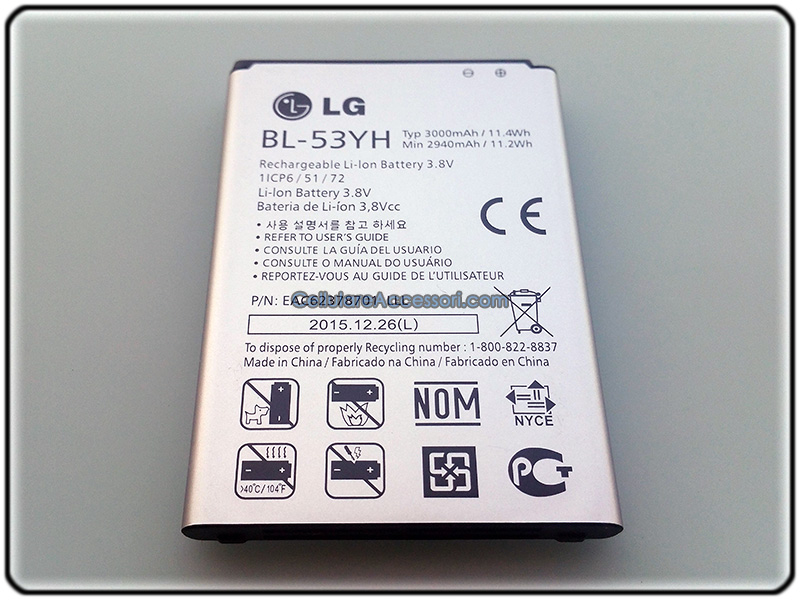 LG
BL-53YH
Typ 3000mAh / 11.4Wh
Min 2940mAh / 11.2Wh
Rechargeable Li-Ion Battery 3.8V
1ICP6 / 51 / 72
Li-Ion Battery 3.8V
Bateria de Li-íon 3,8Vcc
• 사용 설명서를 참고 하세요
• REFER TO USER'S GUIDE
• CONSULTE LA GUÍA DEL USUARIO
• CONSULTE O MANUAL DO USUÁRIO
• REPORTEZ-VOUS AU GUIDE DE L'UTILISATEUR
CE
P/N: EAC62378701 LLL
CellulareAccessori.com
2015.12.26(L)
To dispose of properly Recycling number : 1-800-822-8837
Made in China / Fabricado na China / Fabricado en China
NOM
NYCE
>40°C/104°F
PCT